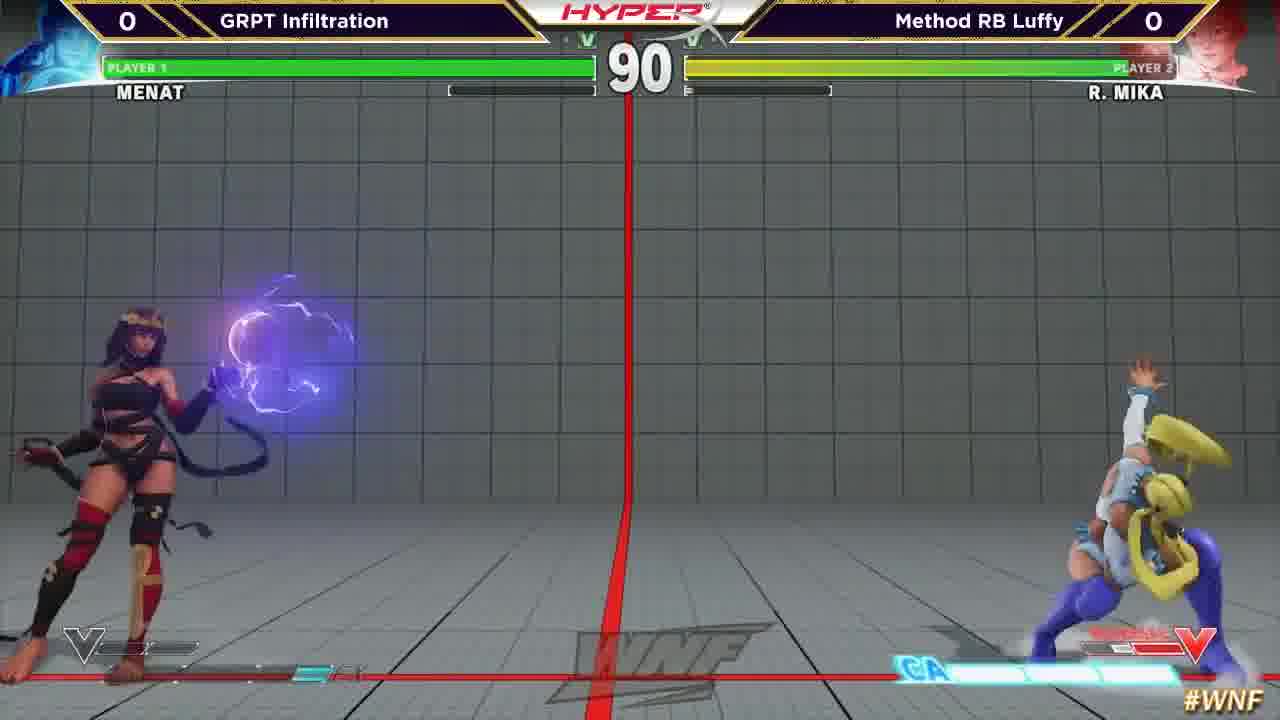 0 GRPT Infiltration
HYPER X
Method RB Luffy 0
PLAYER 1
90
PLAYER 2
MENAT
R. MIKA
WNF
CA
#WNF